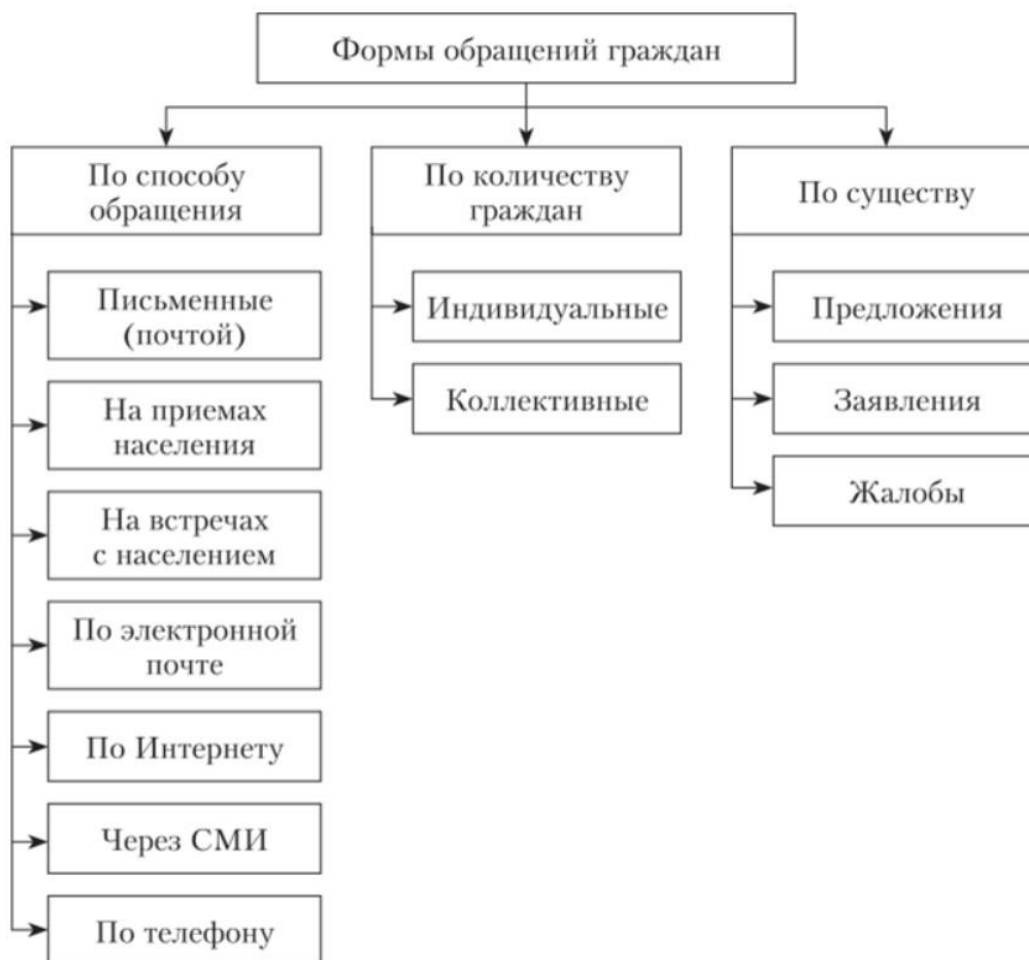 Формы обращений граждан
По способу
обращения
Письменные
(почтой)
На приемах
населения
На встречах
с населением
По электронной
почте
По Интернету
Через СМИ
По телефону
По количеству
граждан
Индивидуальные
Коллективные
По существу
Предложения
Заявления
Жалобы